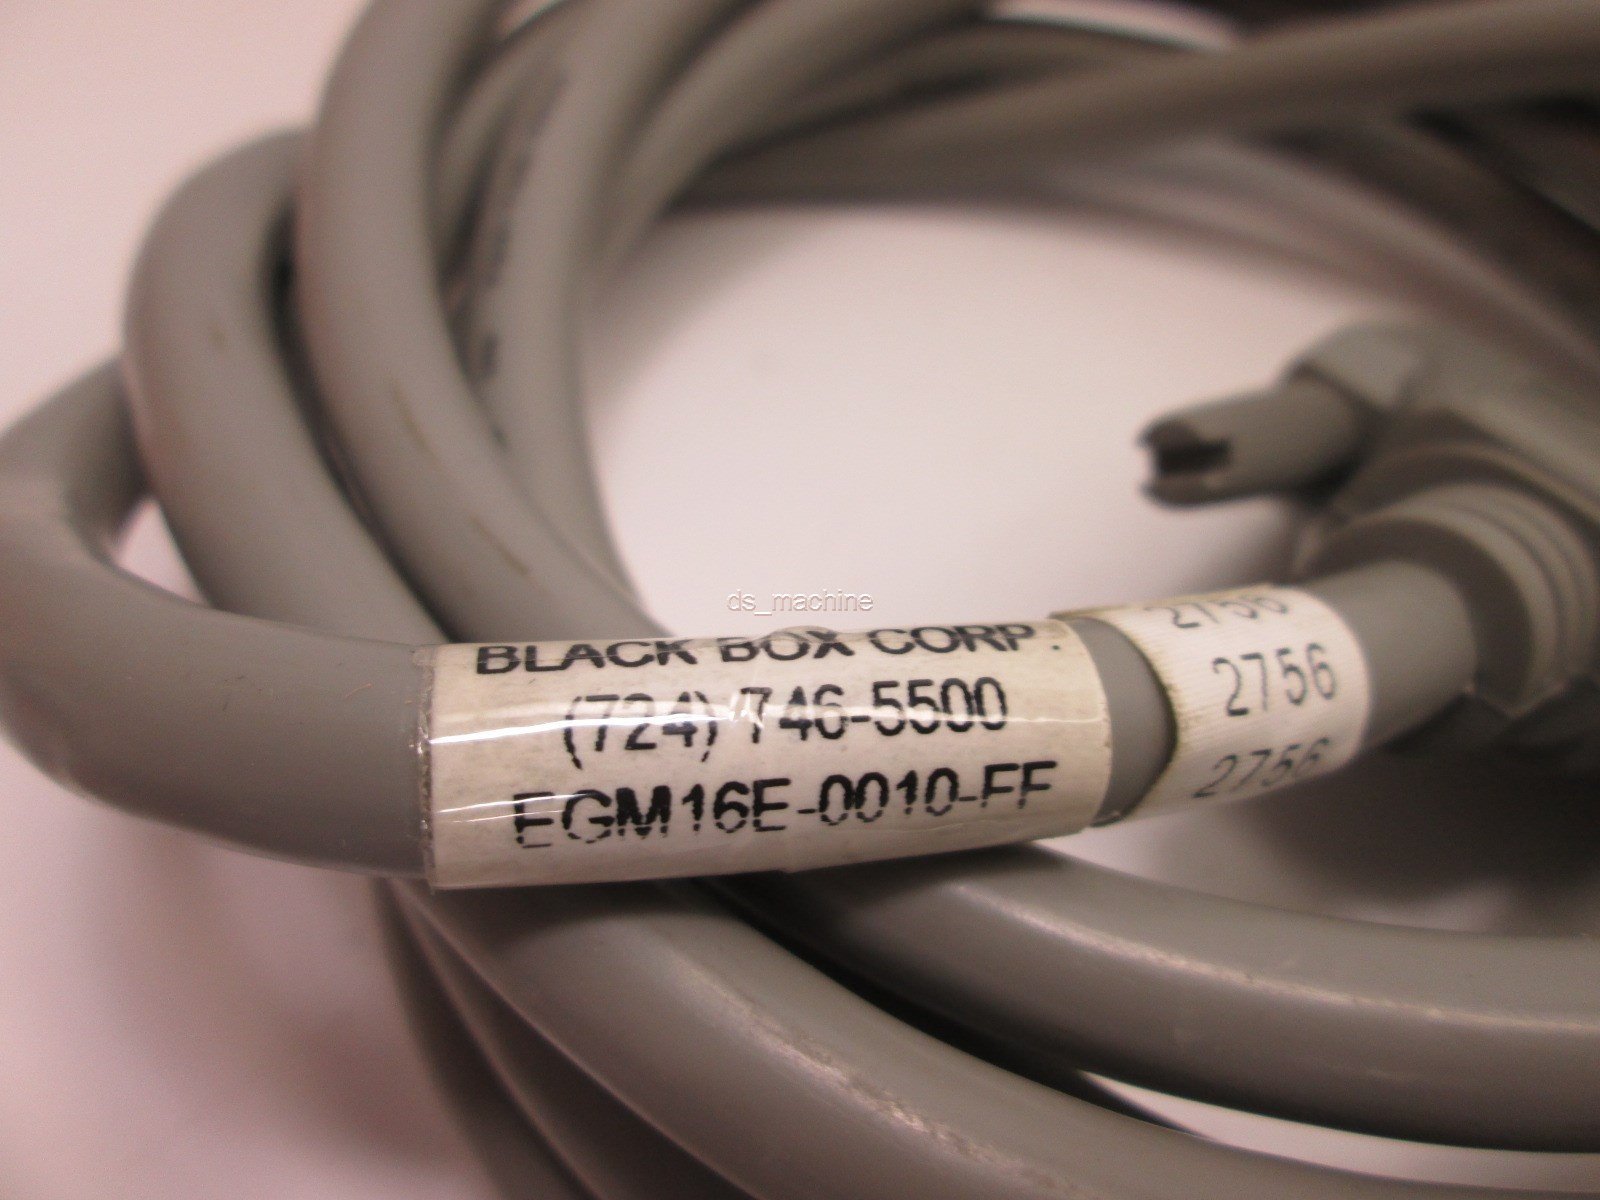 ds_machine
BLACK BOX CORP.
(724) 746-5500
EGM16E-0010-FF
2756
2756
2756